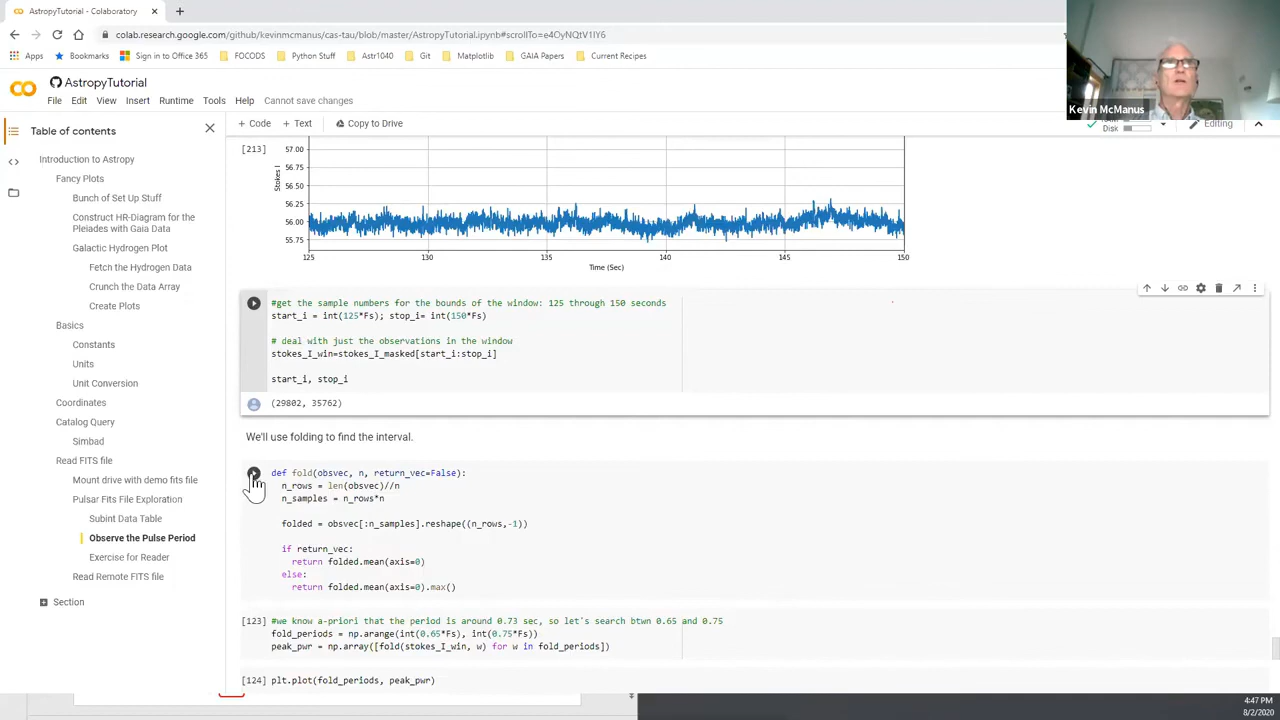 AstropyTutorial - Colaboratory
colab.research.google.com/github/kevinmcmanus/cas-tau/blob/master/AstropyTutorial.ipynb#scrollTo=e4OyNQtV1lY6
Apps
Bookmarks
Sign in to Office 365
FOCODS
Python Stuff
Astr1040
Git
Matplotlib
GAIA Papers
Current Recipes
AstropyTutorial
File Edit View Insert Runtime Tools Help Cannot save changes
Kevin McManus
+ Code + Text
Copy to Drive
Disk
Editing
Table of contents
Introduction to Astropy
Fancy Plots
Bunch of Set Up Stuff
Construct HR-Diagram for the
Pleiades with Gaia Data
Galactic Hydrogen Plot
Fetch the Hydrogen Data
Crunch the Data Array
Create Plots
Basics
Constants
Units
Unit Conversion
Coordinates
Catalog Query
Simbad
Read FITS file
Mount drive with demo fits file
Pulsar Fits File Exploration
Subint Data Table
Observe the Pulse Period
Exercise for Reader
Read Remote FITS file
Section
[213]
57.00
56.75
56.50
56.25
56.00
55.75
Stokes I
125 130 135 140 145 150
Time (Sec)
#get the sample numbers for the bounds of the window: 125 through 150 seconds
start_i = int(125*Fs); stop_i= int(150*Fs)
# deal with just the observations in the window
stokes_I_win=stokes_I_masked[start_i:stop_i]
start_i, stop_i
(29802, 35762)
We'll use folding to find the interval.
def fold(obsvec, n, return_vec=False):
n_rows = len(obsvec)//n
n_samples = n_rows*n
folded = obsvec[:n_samples].reshape((n_rows,-1))
if return_vec:
return folded.mean(axis=0)
else:
return folded.mean(axis=0).max()
[123] #we know a-priori that the period is around 0.73 sec, so let's search btwn 0.65 and 0.75
fold_periods = np.arange(int(0.65*Fs), int(0.75*Fs))
peak_pwr = np.array([fold(stokes_I_win, w) for w in fold_periods])
[124] plt.plot(fold_periods, peak_pwr)
4:47 PM
8/2/2020